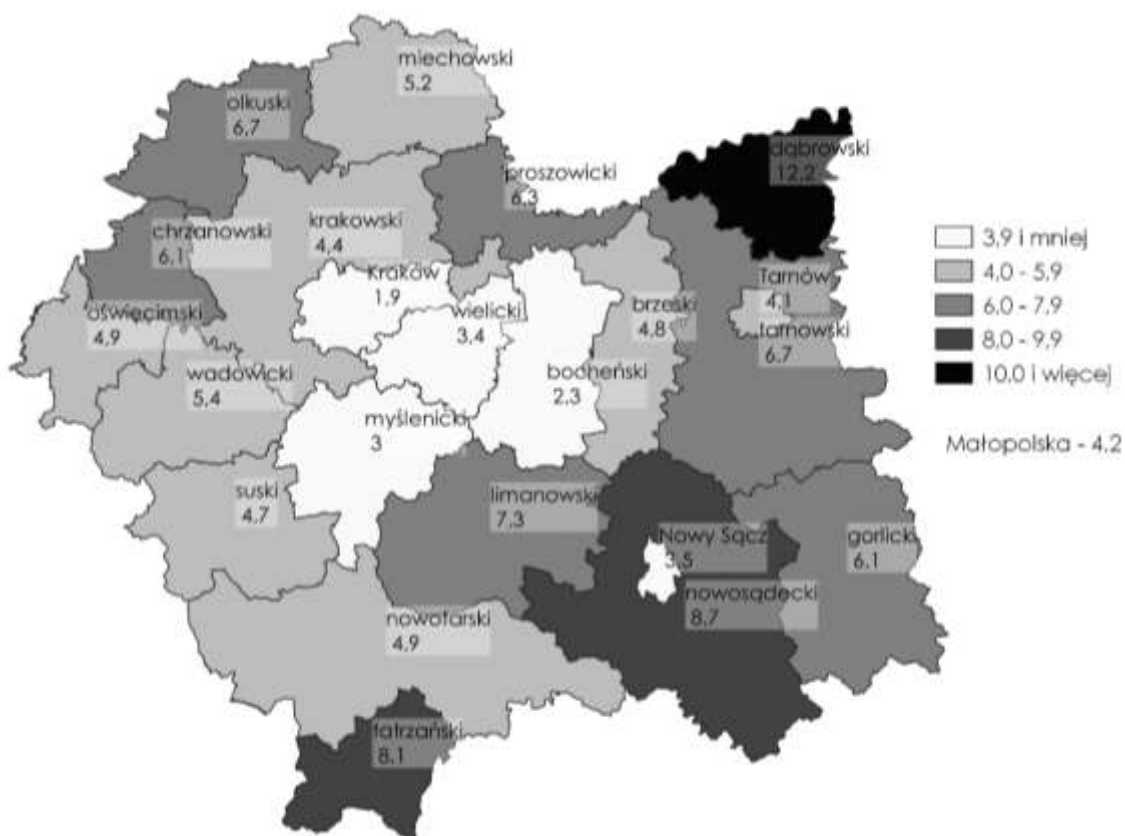 miechowski
5.2
olkuski
6.7
dąbrowski
12.2
proszowicki
6.3
krakowski
4.4
chrzanowski
6.1
Kraków
1.9
Tarnów
4.1
oświęcimski
4.9
wielicki
3.4
brzeski
4.8
tarnowski
6.7
wadowicki
5.4
bocheński
2.3
myślenicki
3
suski
4.7
limanowski
7.3
Nowy Sącz
3.5
gorlicki
6.1
nowosądecki
8.7
nowotarski
4.9
tatrzański
8.1
3.9 i mniej
4.0 - 5.9
6.0 - 7.9
8.0 - 9.9
10.0 i więcej
Małopolska - 4.2